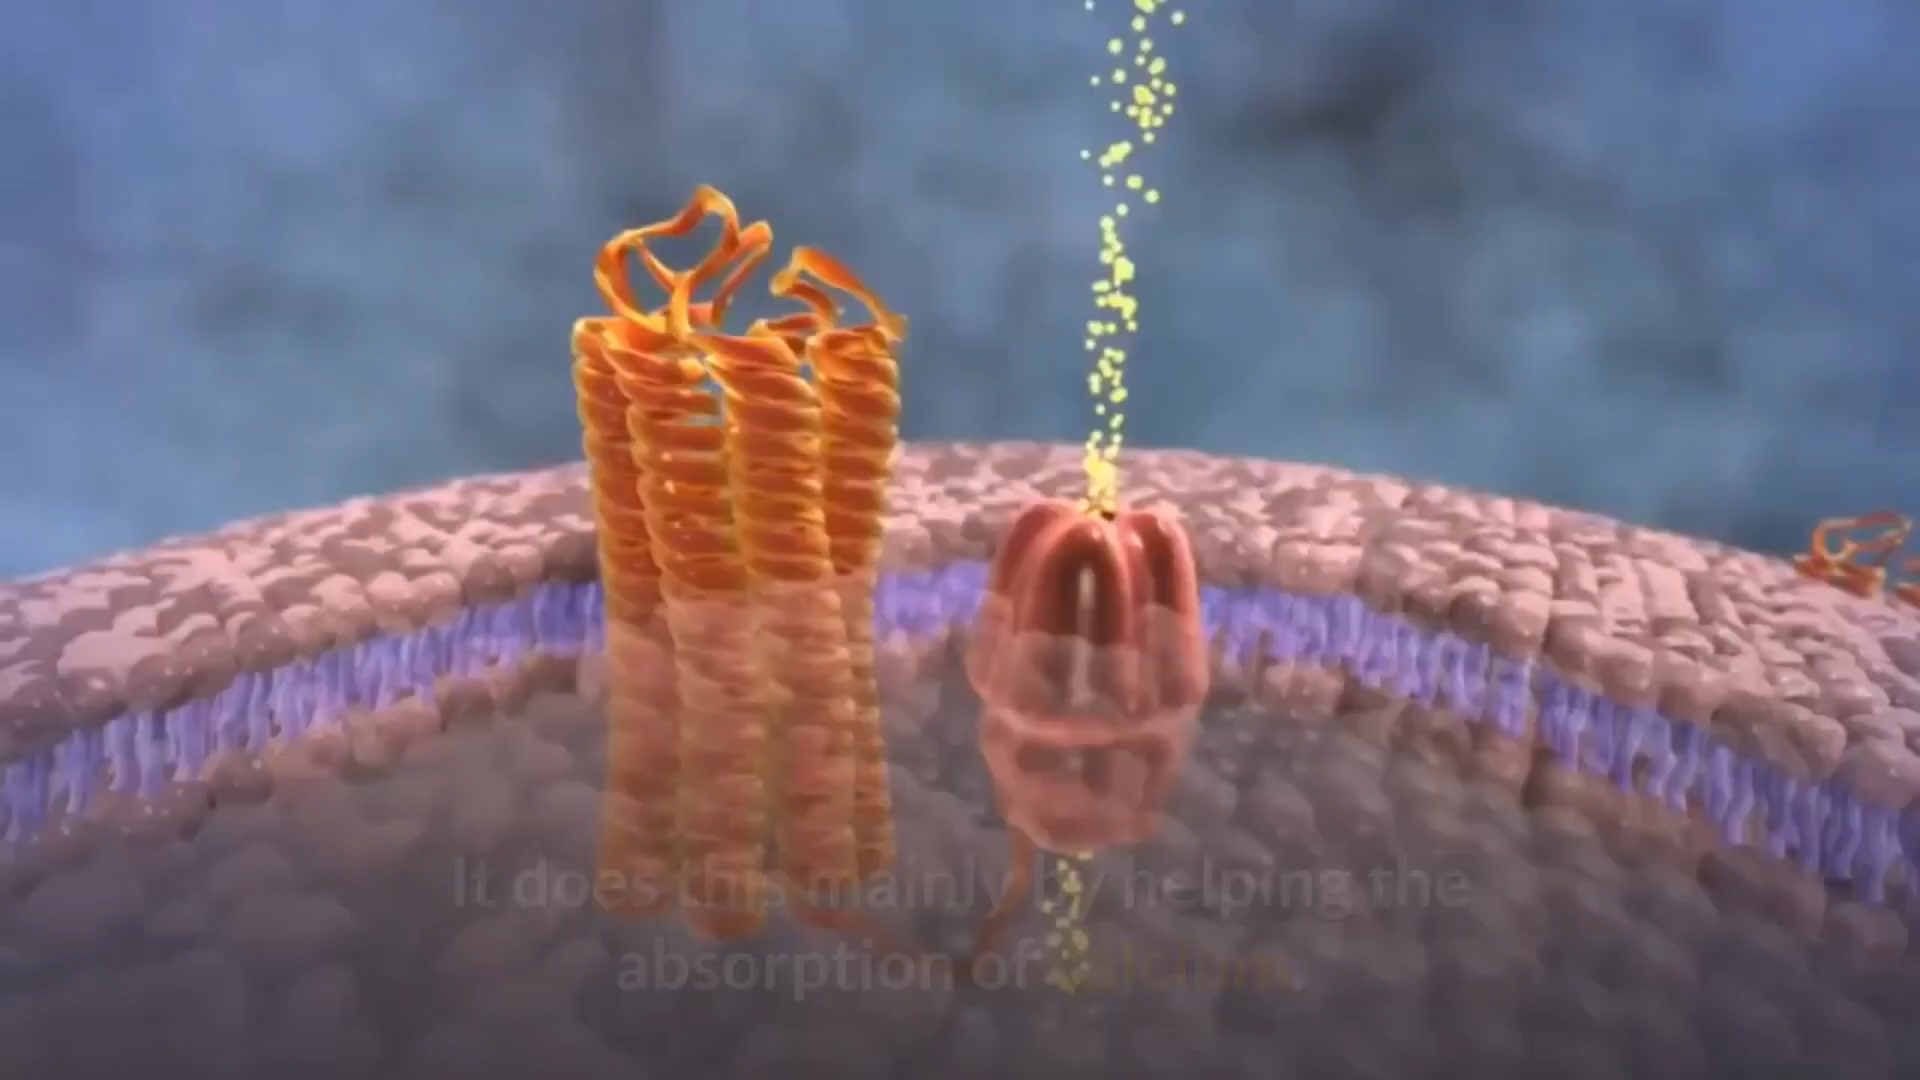 It does this mainly by helping the
absorption of calcium.